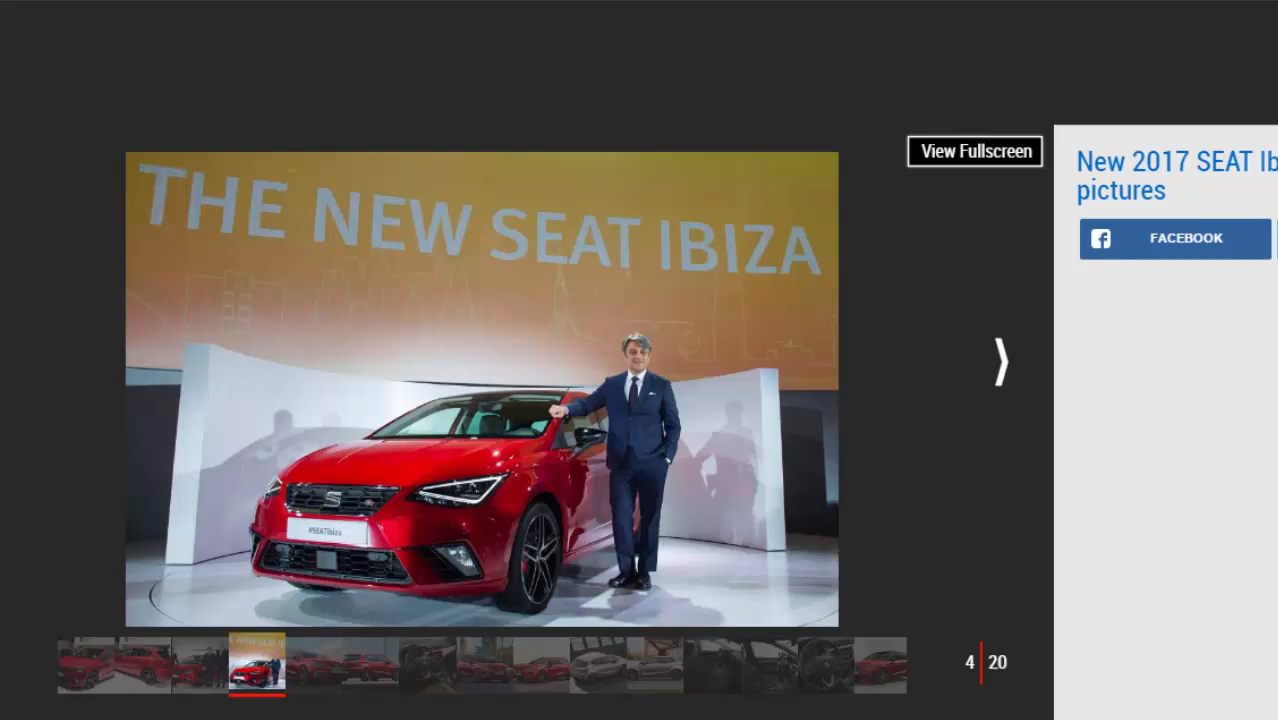 View Fullscreen
New 2017 SEAT Ib
pictures
FACEBOOK
THE NEW SEAT IBIZA
#SEATIbiza
4 20